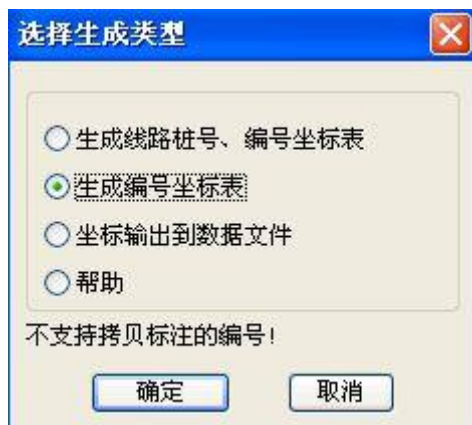 选择生成类型
生成线路桩号、编号坐标表
生成编号坐标表
坐标输出到数据文件
帮助
不支持拷贝标注的编号!
确定
取消